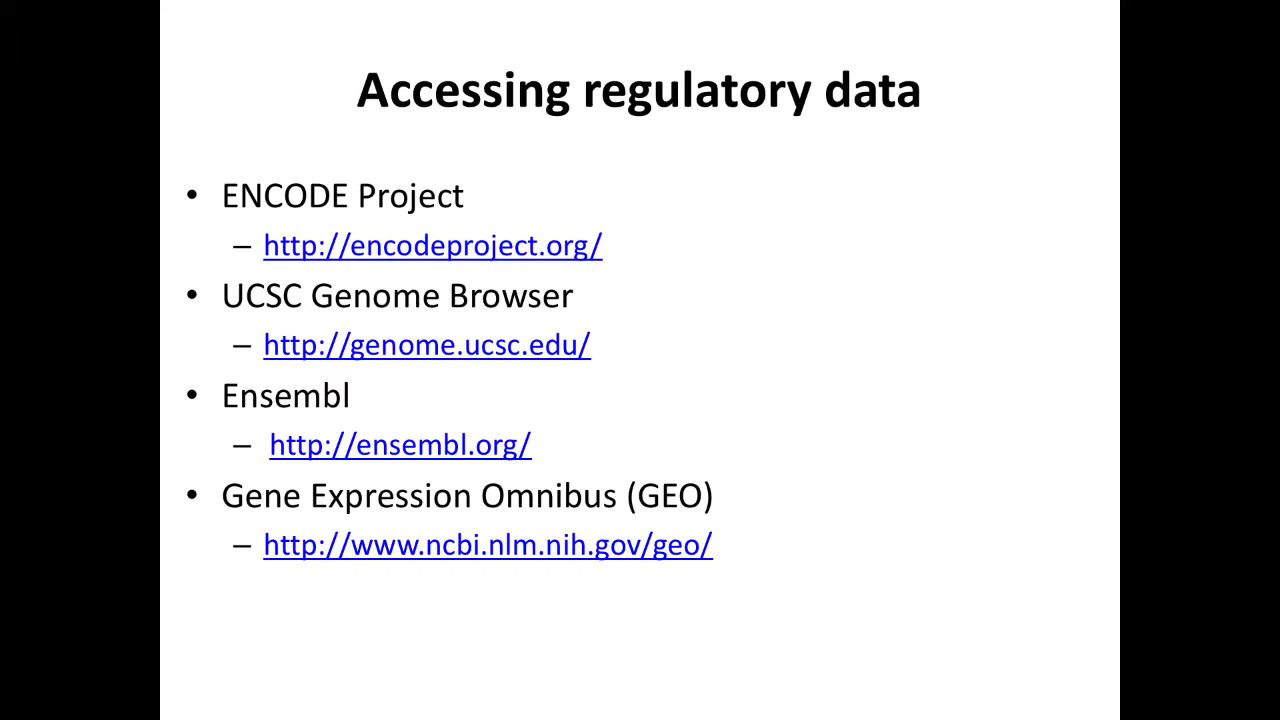 Accessing regulatory data
• ENCODE Project
– http://encodeproject.org/
• UCSC Genome Browser
– http://genome.ucsc.edu/
• Ensembl
– http://ensembl.org/
• Gene Expression Omnibus (GEO)
– http://www.ncbi.nlm.nih.gov/geo/